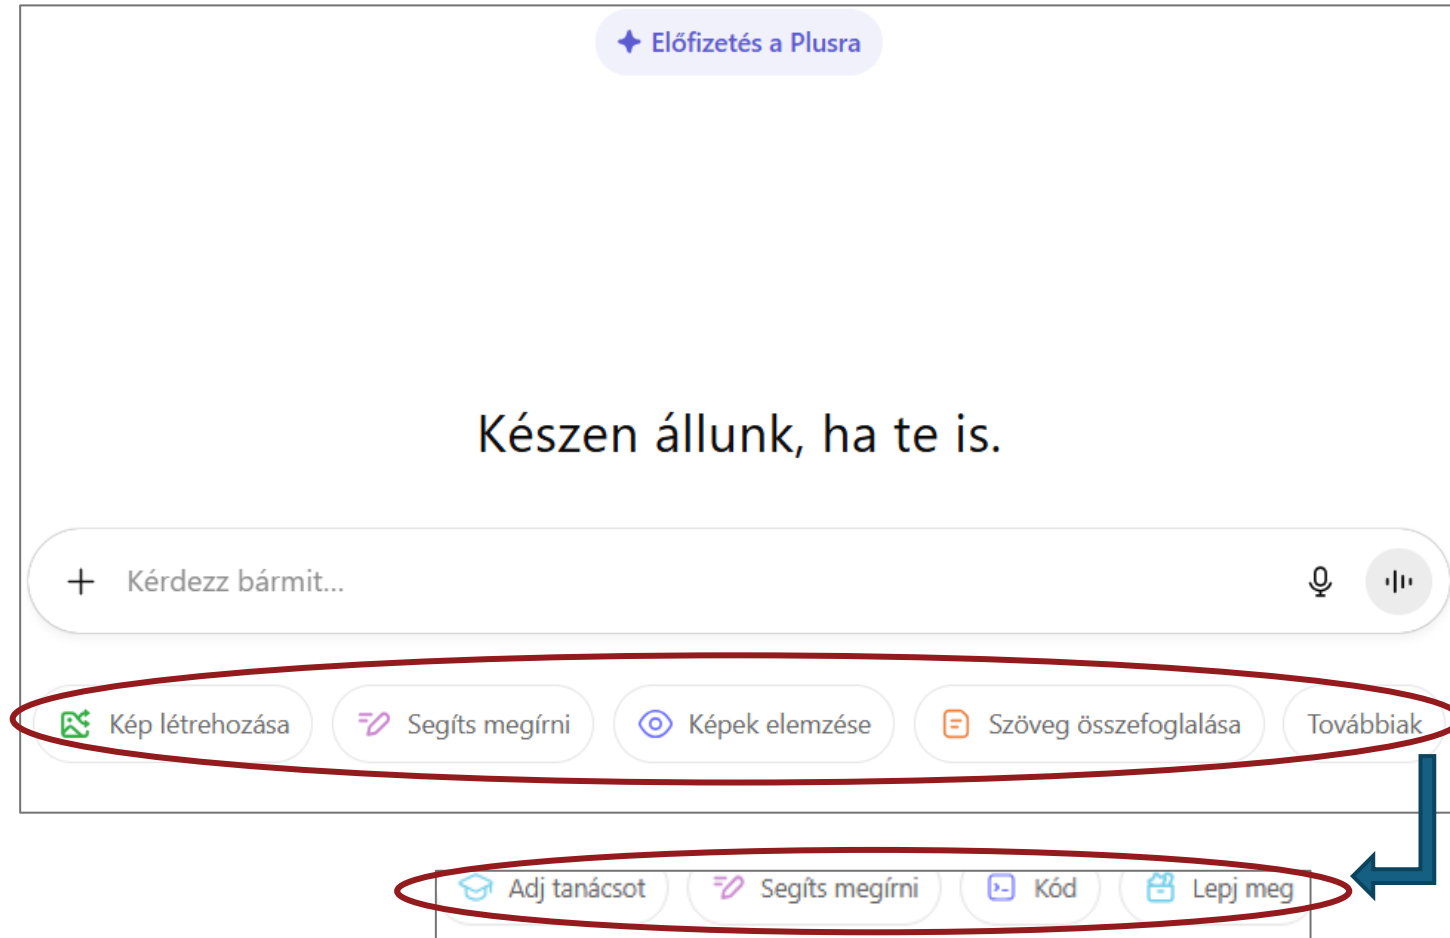 Előfizetés a Plusra
Készen állunk, ha te is.
Kérdezz bármit...
Kép létrehozása Segíts megírni Képek elemzése Szöveg összefoglalása Továbbiak
Adj tanácsot Segíts megírni Kód Lepj meg